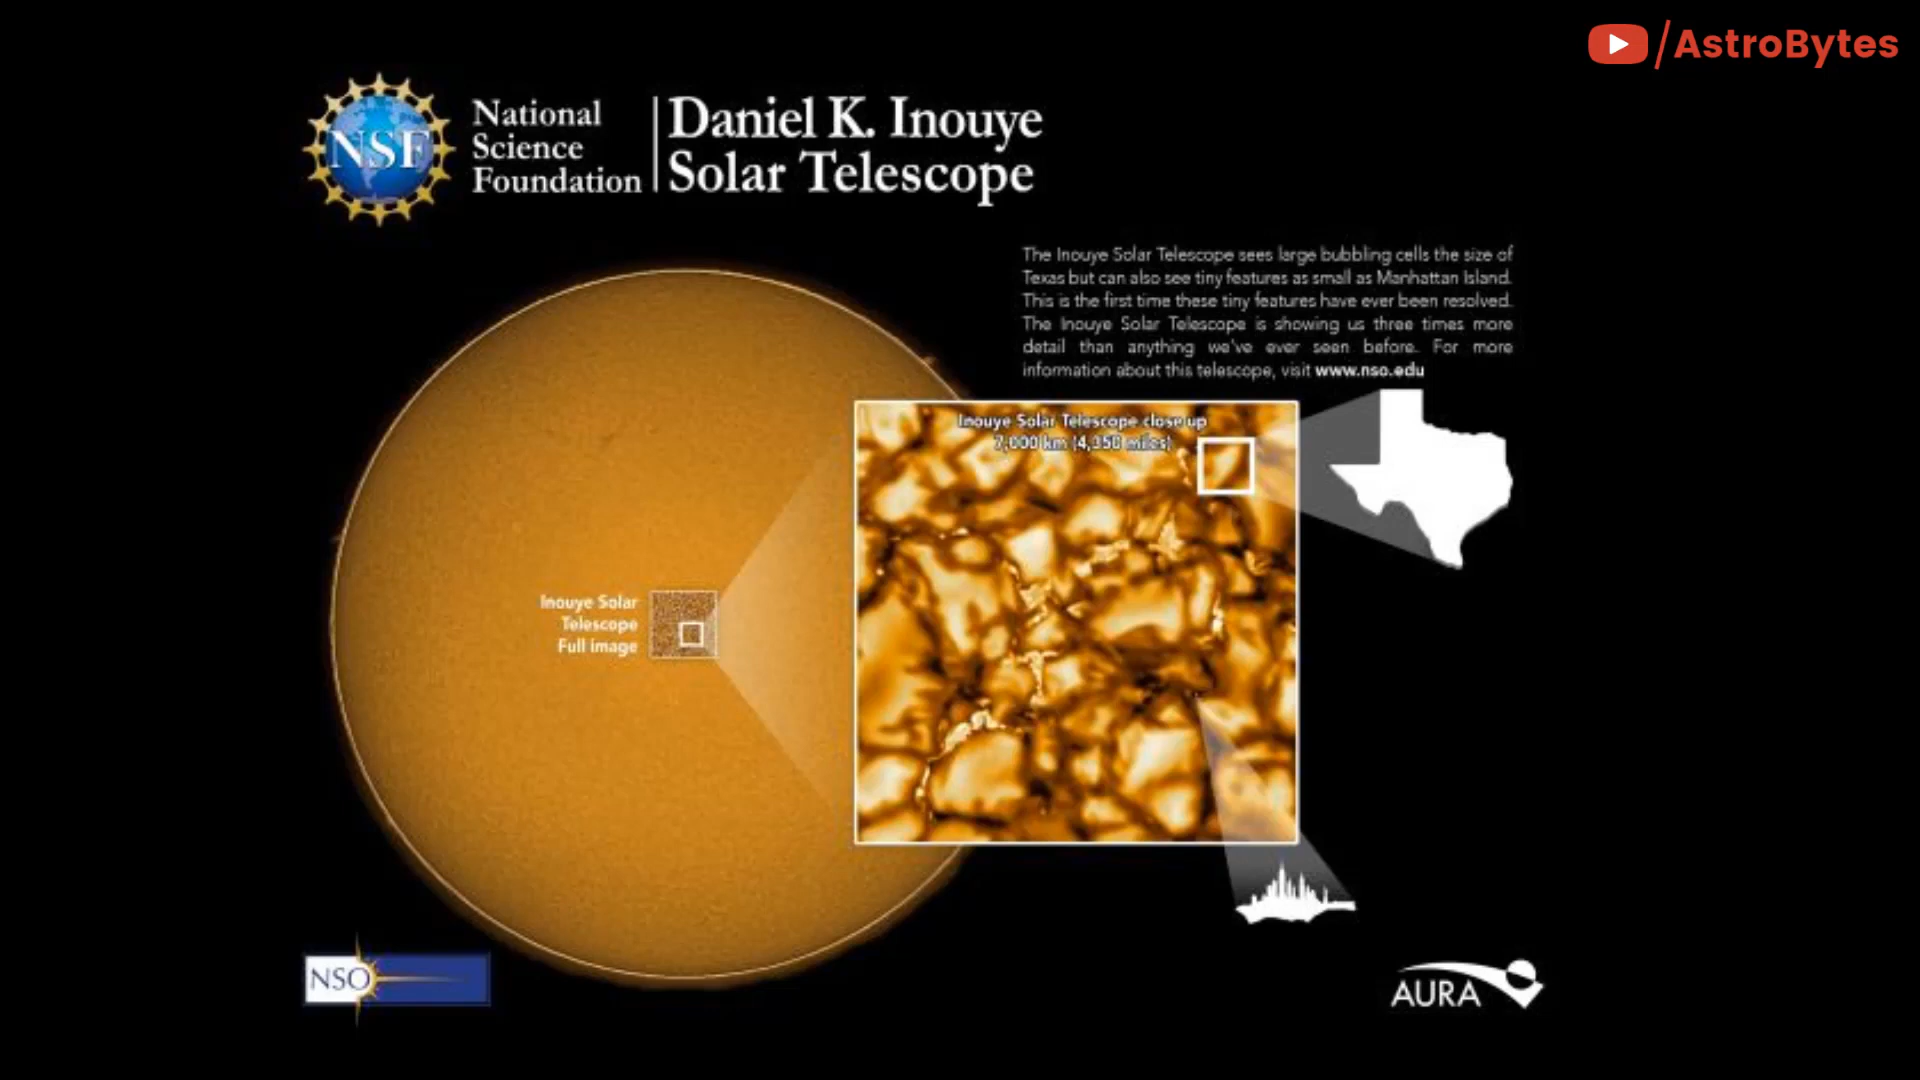 /AstroBytes
NSF
National
Science
Foundation
Daniel K. Inouye
Solar Telescope
The Inouye Solar Telescope sees large bubbling cells the size of
Texas but can also see tiny features as small as Manhattan Island.
This is the first time these tiny features have ever been resolved.
The Inouye Solar Telescope is showing us three times more
detail than anything we've ever seen before. For more
information about this telescope, visit www.nso.edu
Inouye Solar Telescope close up
7,000 km (4,350 miles)
Inouye Solar
Telescope
Full image
NSO
AURA